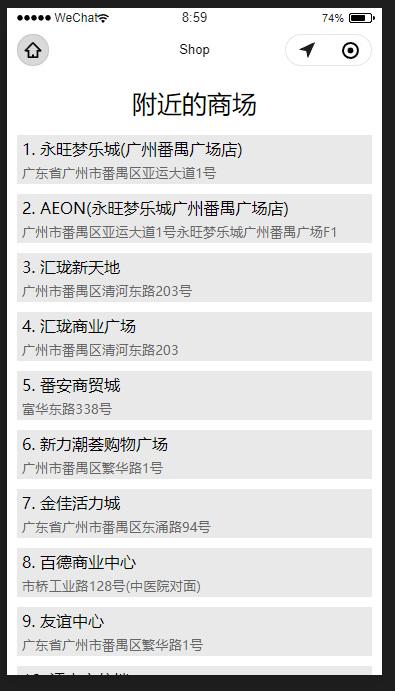 WeChat
8:59
74%
Shop
附近的商场
1. 永旺梦乐城(广州番禺广场店)
广东省广州市番禺区亚运大道1号
2. AEON(永旺梦乐城广州番禺广场店)
广州市番禺区亚运大道1号永旺梦乐城广州番禺广场F1
3. 汇珑新天地
广州市番禺区清河东路203号
4. 汇珑商业广场
广州市番禺区清河东路203
5. 番安商贸城
富华东路338号
6. 新力潮荟购物广场
广州市番禺区繁华路1号
7. 金佳活力城
广东省广州市番禺区东涌路94号
8. 百德商业中心
市桥工业路128号(中医院对面)
9. 友谊中心
广东省广州市番禺区繁华路1号